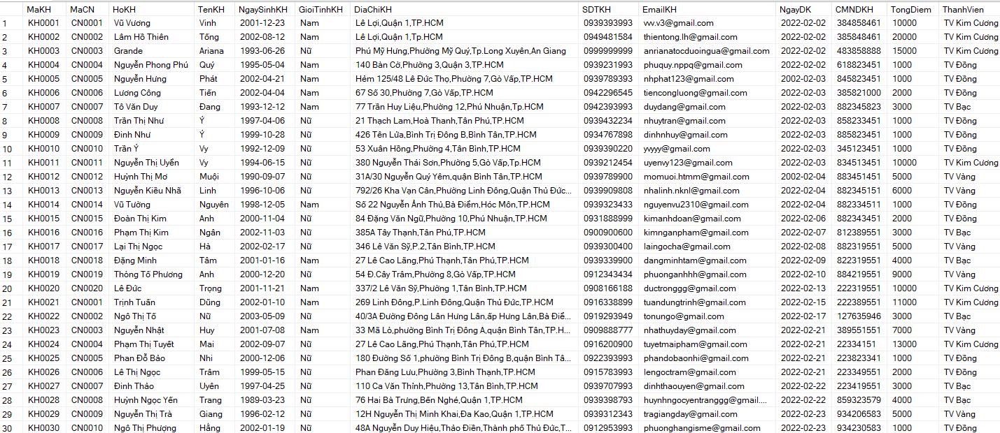 MaKH MaCN HoKH TenKH NgaySinhKH GioiTinhKH DiaChiKH SDTKH EmailKH NgayDK CMNDKH TongDiem ThanhVien
1 KH0001 CN0001 Vũ Vương Vinh 2001-12-23 Nam Lê Lợi,Quận 1,TP.HCM 0939393993 vvv.v3@gmail.com 2022-02-02 384858461 10000 TV Kim Cương
2 KH0002 CN0002 Lâm Hồ Thiên Tống 2002-08-12 Nam Lê Lợi,Quận 1,TP.HCM 0949481584 thientong.lh@gmail.com 2022-02-02 385848461 20000 TV Kim Cương
3 KH0003 CN0003 Grande Ariana 1993-06-26 Nữ Phú Mỹ Hưng,Phường Mỹ Quý,Tp.Long Xuyên,An Giang 0999999999 anrianatocduoingua@gmail.com 2022-02-02 483858888 15000 TV Kim Cương
4 KH0004 CN0004 Nguyễn Phong Phú Quý 1995-05-04 Nam 140 Bàn Cờ,Phường 3,Quận 3,TP.HCM 0939231993 phuquy.nppq@gmail.com 2022-02-02 618823451 1000 TV Đồng
5 KH0005 CN0005 Nguyễn Hưng Phát 2002-04-21 Nam Hẻm 125/48 Lê Đức Thọ,Phường 7,Gò Vấp,TP.HCM 0939789393 nhphat123@gmail.com 2022-02-03 845823451 1000 TV Đồng
6 KH0006 CN0006 Lương Công Tiến 2002-04-04 Nam 67 Số 30,Phường 7,Gò Vấp,TP.HCM 0942296545 tiencongluong@gmail.com 2022-02-03 385821000 2000 TV Đồng
7 KH0007 CN0007 Tô Văn Duy Đang 1993-12-12 Nam 77 Trần Huy Liệu,Phường 12,Phú Nhuận,Tp.HCM 0942393993 duydang@gmail.com 2022-02-03 882345823 3000 TV Bạc
8 KH0008 CN0008 Trần Thị Như Ý 1997-04-06 Nữ 21 Thạch Lam,Hoà Thanh,Tân Phú,TP.HCM 0939432234 nhuytran@gmail.com 2022-02-03 858233451 1000 TV Đồng
9 KH0009 CN0009 Đinh Như Ý 1999-10-28 Nữ 426 Tên Lửa,Bình Trị Đông B,Bình Tân,TP.HCM 0934767898 dinhnhuy@gmail.com 2022-02-03 885823451 1000 TV Đồng
10 KH0010 CN0010 Trần Ý Vy 1992-12-09 Nữ 53 Xuân Hồng,Phường 4,Tân Bình,TP.HCM 0939390220 yvyyy@gmail.com 2022-02-03 345123451 1000 TV Đồng
11 KH0011 CN0011 Nguyễn Thị Uyển Vy 1994-06-15 Nữ 380 Nguyễn Thái Sơn,Phường 5,Gò Vấp,Tp.HCM 0939212454 uyenvy123@gmail.com 2022-02-03 834513451 10000 TV Kim Cương
12 KH0012 CN0012 Huỳnh Thị Mơ Muội 1990-09-07 Nữ 31A/30 Nguyễn Quý Yêm,quận Bình Tân,TP.HCM 0939789900 momuoi.htmm@gmail.com 2002-02-04 883451451 5000 TV Vàng
13 KH0013 CN0013 Nguyễn Kiều Nhã Linh 1996-10-06 Nữ 792/26 Kha Vạn Cân,Phường Linh Đông,Quận Thủ Đức... 0939909808 nhalinh.nknl@gmail.com 2022-02-04 882345151 6000 TV Vàng
14 KH0014 CN0014 Vũ Tường Nguyên 1998-12-05 Nam Số 22 Nguyễn Ảnh Thủ,Bà Điểm,Hóc Môn,TP.HCM 0939323433 nguyenvu2310@gmail.com 2022-02-04 882334511 1000 TV Đồng
15 KH0015 CN0015 Đoàn Thị Kim Anh 2000-11-04 Nữ 84 Đặng Văn Ngữ,Phường 10,Phú Nhuận,TP.HCM 0931888999 kimanhdoan@gmail.com 2022-02-06 882343451 2000 TV Đồng
16 KH0016 CN0016 Phạm Thị Kim Ngân 2002-11-03 Nữ 385A Tây Thạnh,Tân Phú,TP.HCM 0900900600 kimnganpham@gmail.com 2022-02-07 812389551 3000 TV Bạc
17 KH0017 CN0017 Lại Thị Ngọc Hà 2002-02-17 Nữ 346 Lê Văn Sỹ,P.2,Tân Bình,TP.HCM 0939300400 laingocha@gmail.com 2022-02-08 882319551 5000 TV Vàng
18 KH0018 CN0018 Đặng Minh Tâm 2001-01-16 Nam 27 Lê Cao Lãng,Phú Thạnh,Tân Phú,TP.HCM 0939339900 dangminhtam@gmail.com 2022-02-09 822319551 4000 TV Bạc
19 KH0019 CN0019 Thòng Tố Phương Anh 2000-12-20 Nữ 54 Đ.Cây Trâm,Phường 8,Gò Vấp,TP.HCM 0912343434 phuonganhhh@gmail.com 2022-02-10 884219551 9000 TV Vàng
20 KH0020 CN0020 Lê Đức Trọng 2001-11-21 Nam 337/2 Lê Văn Sỹ,Phường 1,Tân Bình,TP.HCM 0908166188 ductronggg@gmail.com 2022-02-13 222319551 10000 TV Kim Cương
21 KH0021 CN0001 Trịnh Tuấn Dũng 2002-01-10 Nam 269 Linh Đông,P.Linh Đông,Quận Thủ Đức,TP.HCM 0916338899 tuandungtrinh@gmail.com 2022-02-15 222389551 11000 TV Kim Cương
22 KH0022 CN0002 Ngô Thị Tố Nữ 2003-05-09 Nữ 40/3A Đường Đông Lân Hưng Lân,ấp Hưng Lân,Bà Điể... 0919293949 tonungo@gmail.com 2022-02-17 127635946 3000 TV Bạc
23 KH0023 CN0003 Nguyễn Nhật Huy 2001-07-08 Nam 33 Mã Lò,phường Bình Trị Đông A,quận Bình Tân,TP.H... 0909888777 nhathuyday@gmail.com 2022-02-21 389551551 7000 TV Vàng
24 KH0024 CN0004 Phạm Thị Tuyết Mai 2002-09-07 Nữ 27 Lê Cao Lãng,Phú Thạnh,Tân Phú,TP.HCM 0916200900 tuyetmaipham@gmail.com 2022-02-21 22334151 13000 TV Kim Cương
25 KH0025 CN0005 Phan Đỗ Bảo Nhi 2000-12-06 Nữ 180 Đường Số 1,phường Bình Trị Đông B,quận Bình Tâ... 0922393993 phandobaonhi@gmail.com 2022-02-21 223823341 1000 TV Đồng
26 KH0026 CN0006 Lê Thị Ngọc Trâm 1999-05-15 Nữ Phan Đăng Lưu,Phường 3,Bình Thạnh,TP.HCM 0915783993 lengoctram@gmail.com 2022-02-21 223349551 2000 TV Đồng
27 KH0027 CN0007 Đinh Thảo Uyên 1997-04-25 Nữ 110 Ca Văn Thỉnh,Phường 13,Tân Bình,TP.HCM 0939707993 dinhthaouyen@gmail.com 2022-02-22 223419551 3000 TV Bạc
28 KH0028 CN0008 Huỳnh Ngọc Yến Trang 1989-03-23 Nữ 76 Hai Bà Trưng,Bến Nghé,Quận 1,TP.HCM 0939398793 huynhngocyentranggg@gmail.... 2022-02-22 859323579 4000 TV Bạc
29 KH0029 CN0009 Nguyễn Thị Trà Giang 1996-02-12 Nữ 12H Nguyễn Thị Minh Khai,Đa Kao,Quận 1,TP.HCM 0939312343 tragiangday@gmail.com 2022-02-23 934206583 5000 TV Vàng
30 KH0030 CN0010 Ngô Thị Phượng Hằng 2002-01-19 Nữ 48A Nguyễn Duy Hiệu,Thảo Điền,Thành phố Thủ Đức,T... 0912953993 phuonghangisme@gmail.com 2022-02-23 934230583 1000 TV Đồng